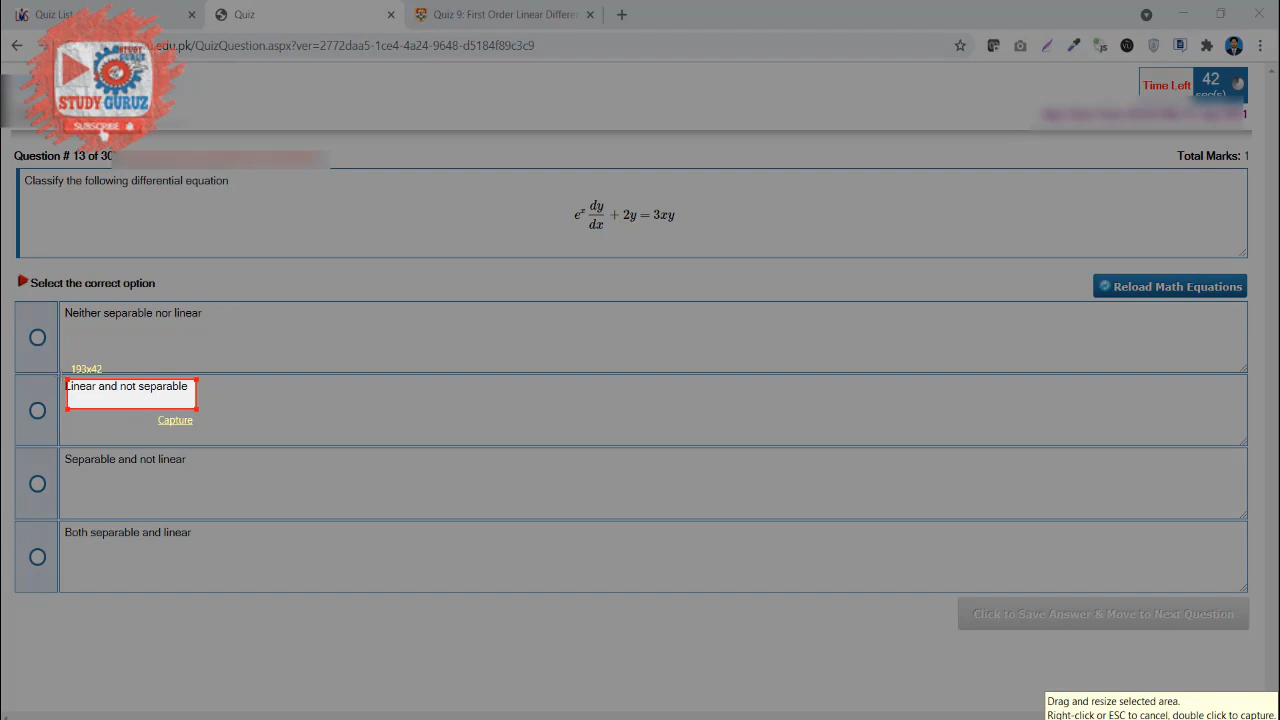 Quiz List
Quiz
Quiz 9: First Order Linear Differe
.edu.pk/QuizQuestion.aspx?ver=2772daa5-1ce4-4a24-9648-d5184f89c3c9
STUDY
GURUZ
STUDY GURUZ
SUBSCRIBE
Time Left
42
sec(s)
Question # 13 of 30
Total Marks: 1
Classify the following differential equation
e^x dy/dx + 2y = 3xy
Select the correct option
Reload Math Equations
Neither separable nor linear
193x42
Linear and not separable
Capture
Separable and not linear
Both separable and linear
Click to Save Answer & Move to Next Question
Drag and resize selected area.
Right-click or ESC to cancel, double click to capture.